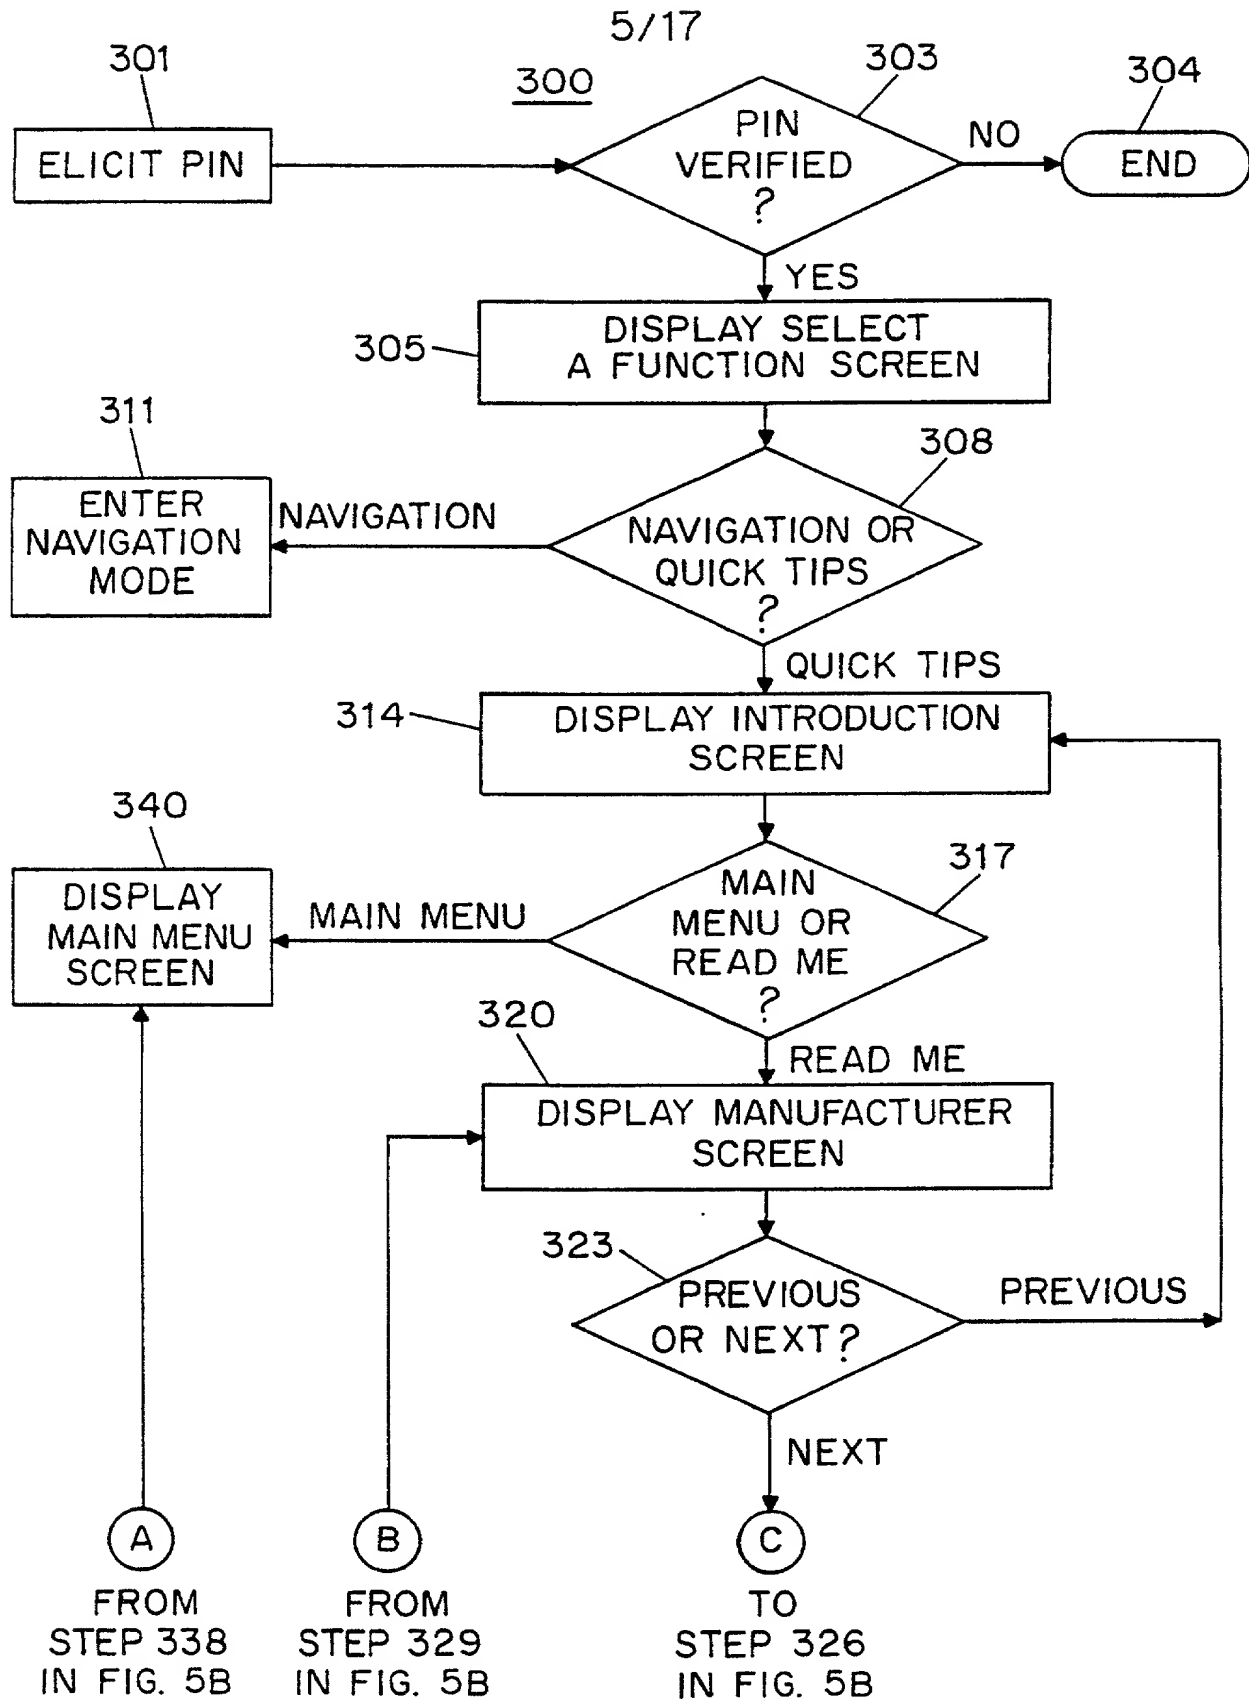 5/17
301
300
303
304
ELICIT PIN
PIN
VERIFIED
?
NO
END
YES
305
DISPLAY SELECT
A FUNCTION SCREEN
311
308
ENTER
NAVIGATION
MODE
NAVIGATION
NAVIGATION OR
QUICK TIPS
?
QUICK TIPS
314
DISPLAY INTRODUCTION
SCREEN
340
317
DISPLAY
MAIN MENU
SCREEN
MAIN MENU
MAIN
MENU OR
READ ME
?
320
READ ME
DISPLAY MANUFACTURER
SCREEN
323
PREVIOUS
OR NEXT?
PREVIOUS
NEXT
A
FROM
STEP 338
IN FIG. 5B
B
FROM
STEP 329
IN FIG. 5B
C
TO
STEP 326
IN FIG. 5B